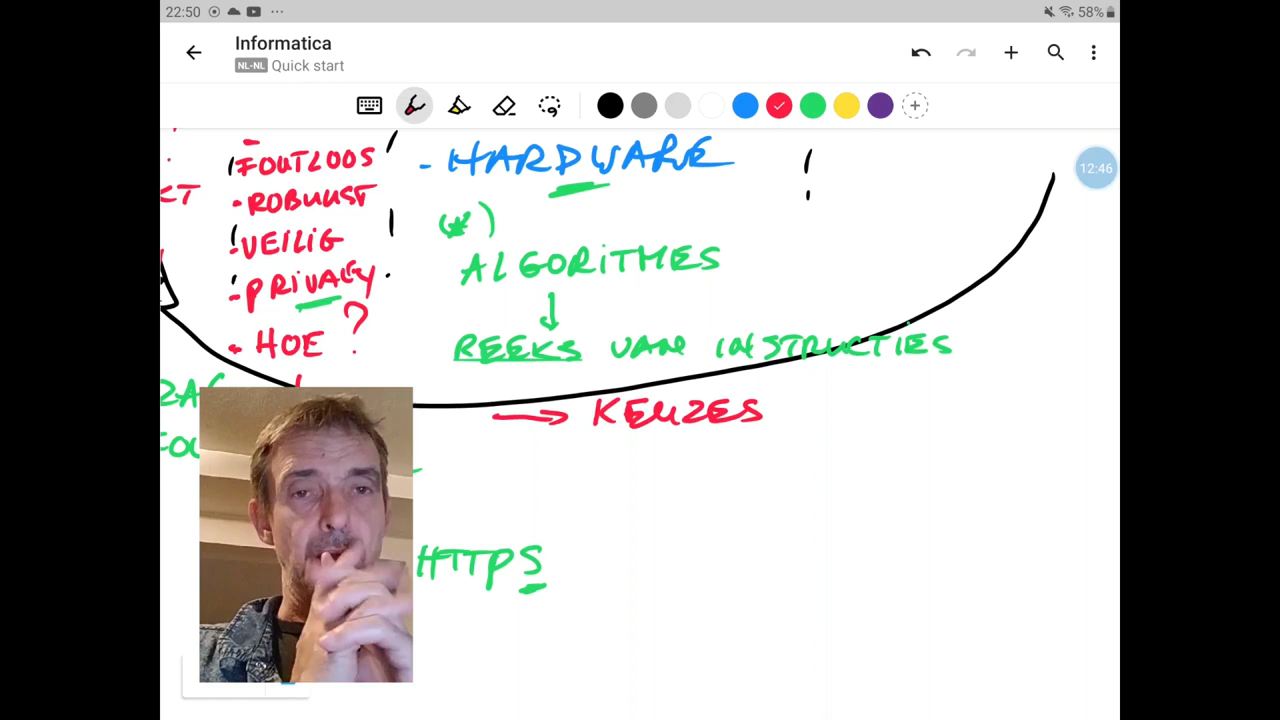 22:50
58%
Informatica
NL-NL Quick start
12:46
- HARDWARE
- FOUTLOOS
- ROBUUST
- VEILIG
- PRIVACY
- HOE ?
(*)
ALGORITMES
REEKS VAN INSTRUCTIES
→ KEUZES
HTTPS